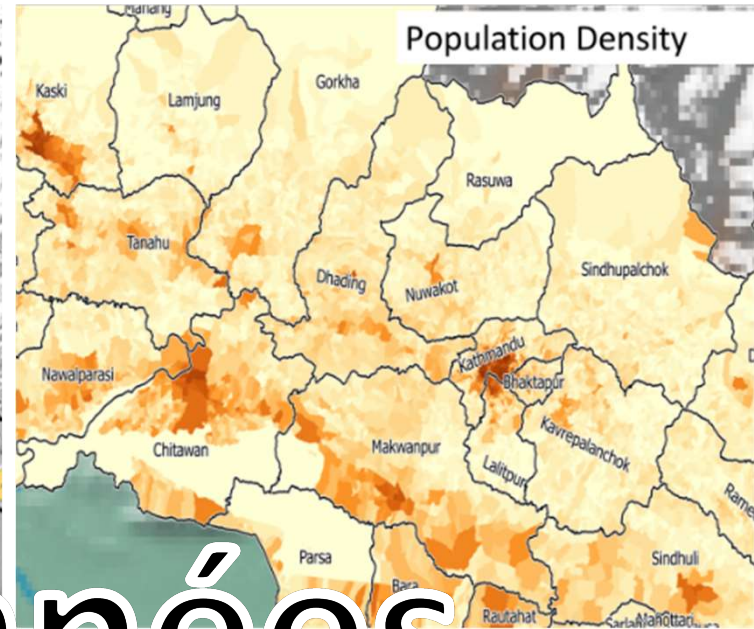 Manang
Population Density
Kaski
Lamjung
Gorkha
Rasuwa
Tanahu
Dhading
Nuwakot
Sindhupalchok
Kathmandu
Bhaktapur
Nawalparasi
Chitawan
Makwanpur
Lalitpur
Kavrepalanchok
Parsa
Bara
Rautahat
Sindhuli
nées